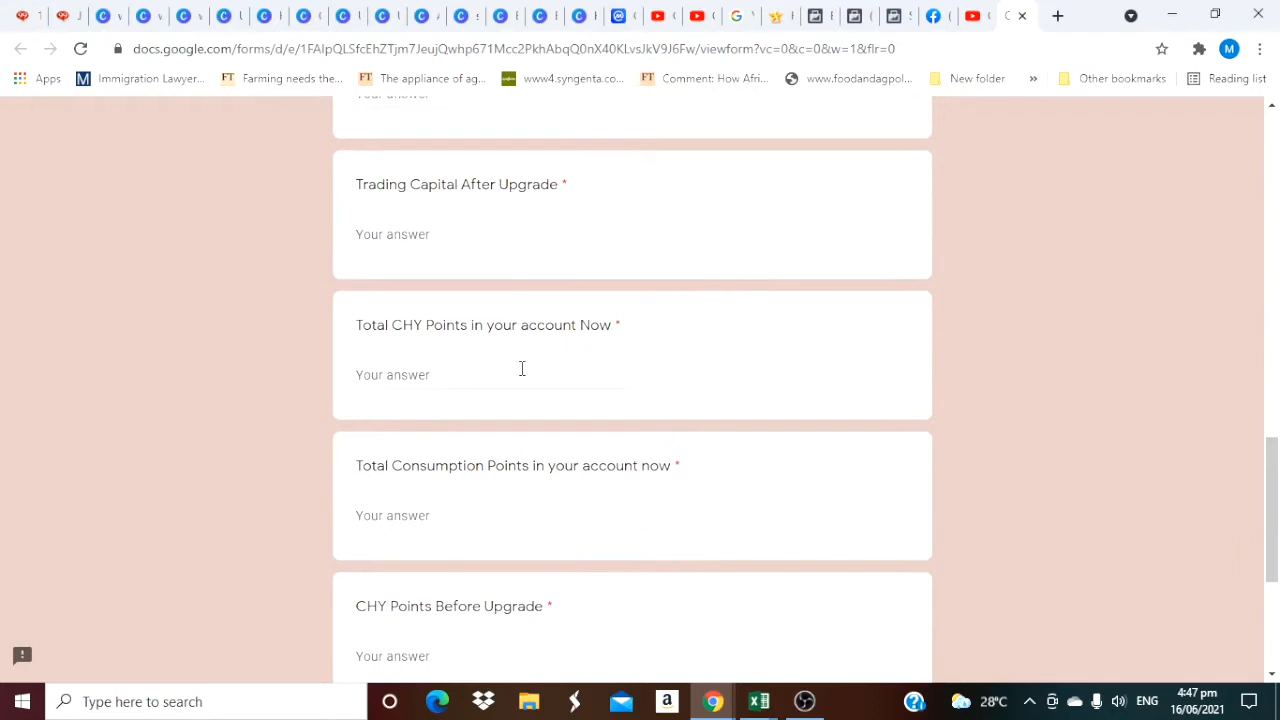 docs.google.com/forms/d/e/1FAIpQLSfcEhZTjm7JeujQwhp671Mcc2PkhAbqQ0nX40KLvsJkV9J6Fw/viewform?vc=0&c=0&w=1&flr=0
M
Apps
Immigration Lawyer...
Farming needs the...
The appliance of ag...
www4.syngenta.co...
Comment: How Afri...
www.foodandagpol...
New folder
»
Other bookmarks
Reading list
Your answer
Trading Capital After Upgrade *
Your answer
Total CHY Points in your account Now *
Your answer
Total Consumption Points in your account now *
Your answer
CHY Points Before Upgrade *
Your answer
Type here to search
28°C
ENG
4:47 pm
16/06/2021